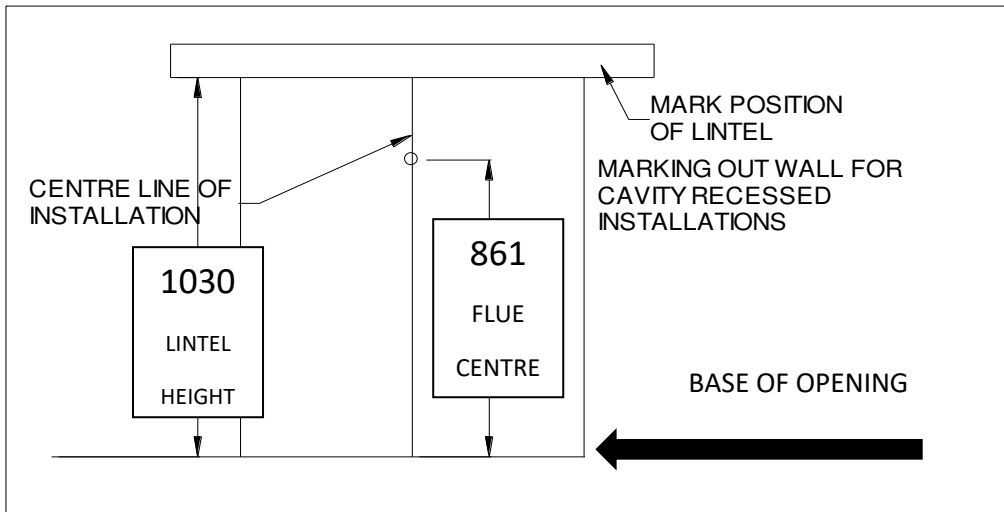 MARK POSITION
OF LINTEL
MARKING OUT WALL FOR
CAVITY RECESSED
INSTALLATIONS
CENTRE LINE OF
INSTALLATION
1030
LINTEL
HEIGHT
861
FLUE
CENTRE
BASE OF OPENING